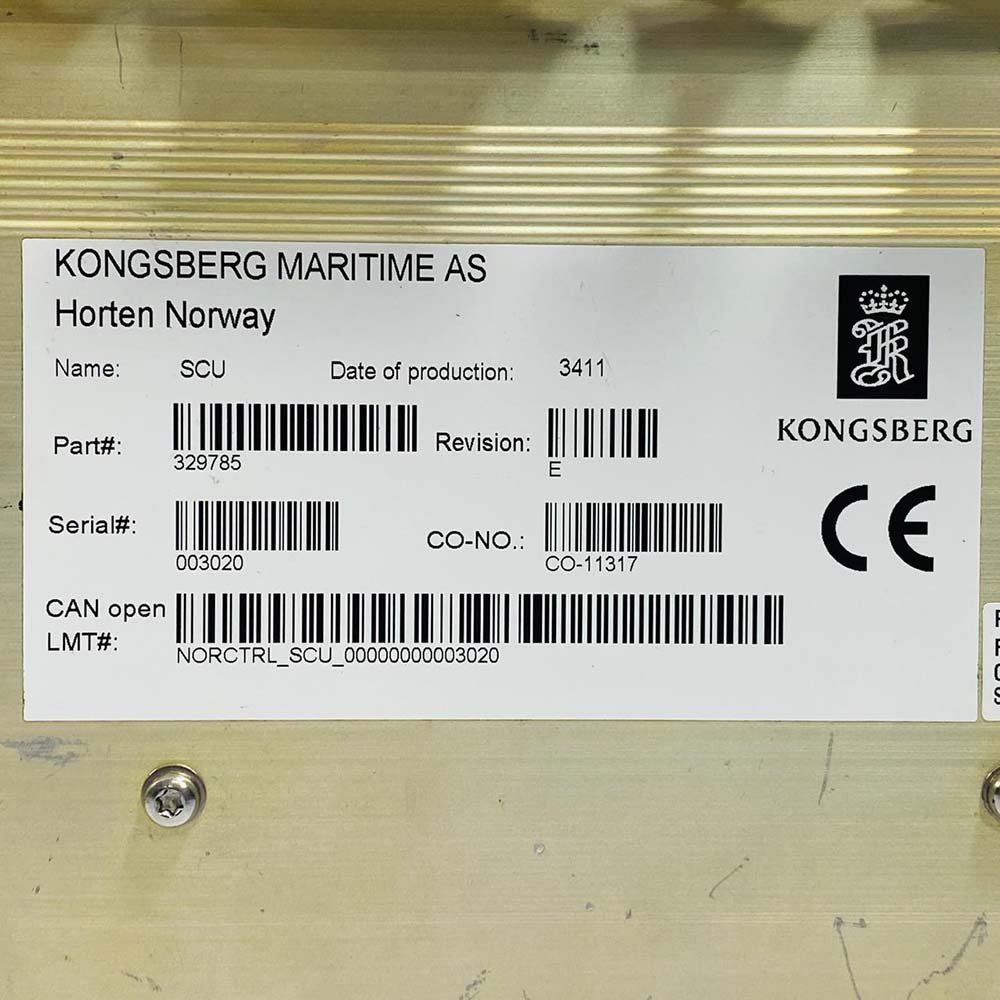 KONGSBERG MARITIME AS
Horten Norway
Name: SCU Date of production: 3411
Part#: 329785 Revision: E
Serial#: 003020 CO-NO.: CO-11317
CAN open
LMT#: NORCTRL_SCU_00000000003020
KONGSBERG
CE